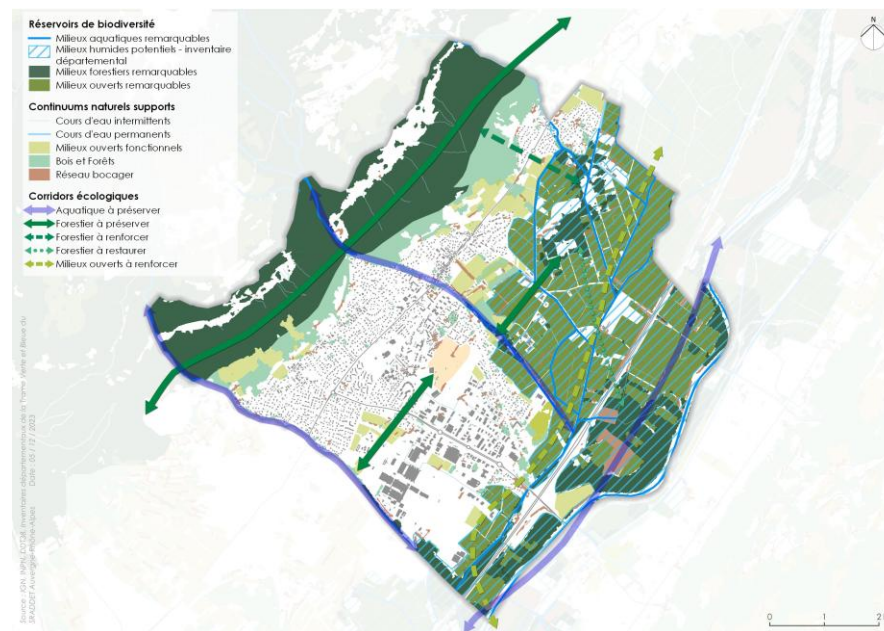 Réservoirs de biodiversité
Milieux aquatiques remarquables
Milieux humides potentiels - inventaire
départemental
Milieux forestiers remarquables
Milieux ouverts remarquables
Continuums naturels supports
Cours d'eau intermittents
Cours d'eau permanents
Milieux ouverts fonctionnels
Bois et Forêts
Réseau bocager
Corridors écologiques
Aquatique à préserver
Forestier à préserver
Forestier à renforcer
Forestier à restaurer
Milieux ouverts à renforcer
N
Source : IGN, INPN, DDTM, Inventaires départementaux de la Trame Verte et Bleue du
SRADDET Auvergne-Rhône-Alpes Date : 05 / 12 / 2023
0 1 2